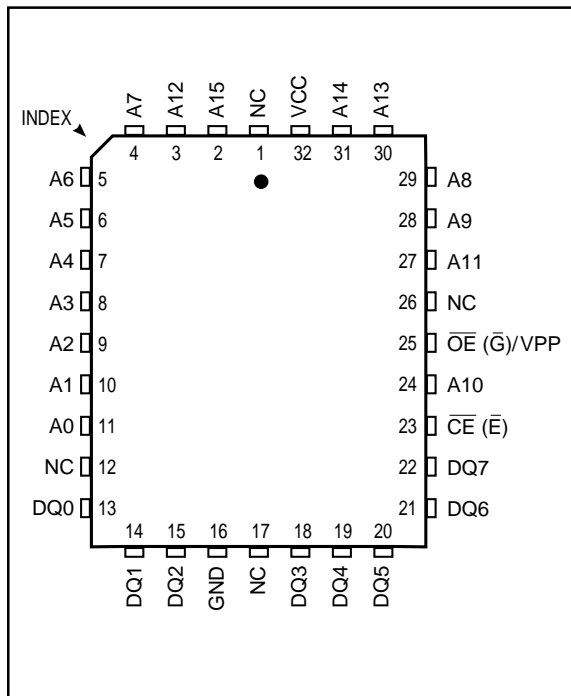 A7 A12 A15 NC VCC A14 A13
INDEX
4 3 2 1 32 31 30
A6 5 29 A8
A5 6 28 A9
A4 7 27 A11
A3 8 26 NC
A2 9 25 O̅E̅ (G̅)/VPP
A1 10 24 A10
A0 11 23 C̅E̅ (E̅)
NC 12 22 DQ7
DQ0 13 21 DQ6
14 15 16 17 18 19 20
DQ1 DQ2 GND NC DQ3 DQ4 DQ5